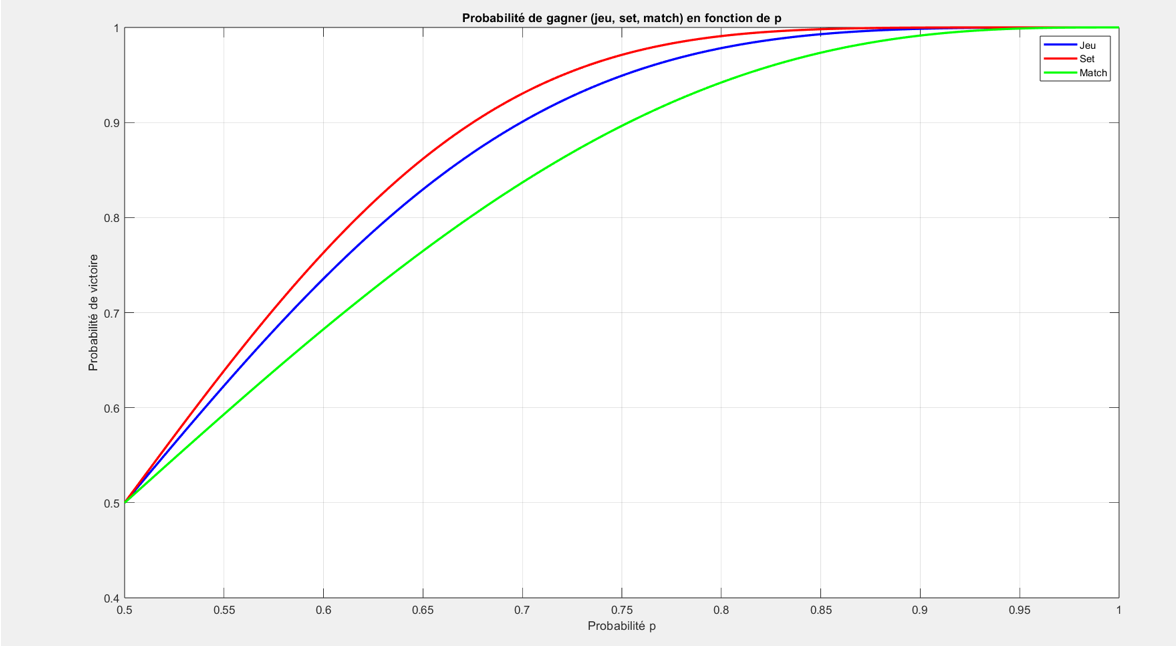 Probabilité de gagner (jeu, set, match) en fonction de p
1
0.9
0.8
0.7
0.6
0.5
0.4
Probabilité de victoire
Jeu
Set
Match
0.5 0.55 0.6 0.65 0.7 0.75 0.8 0.85 0.9 0.95 1
Probabilité p